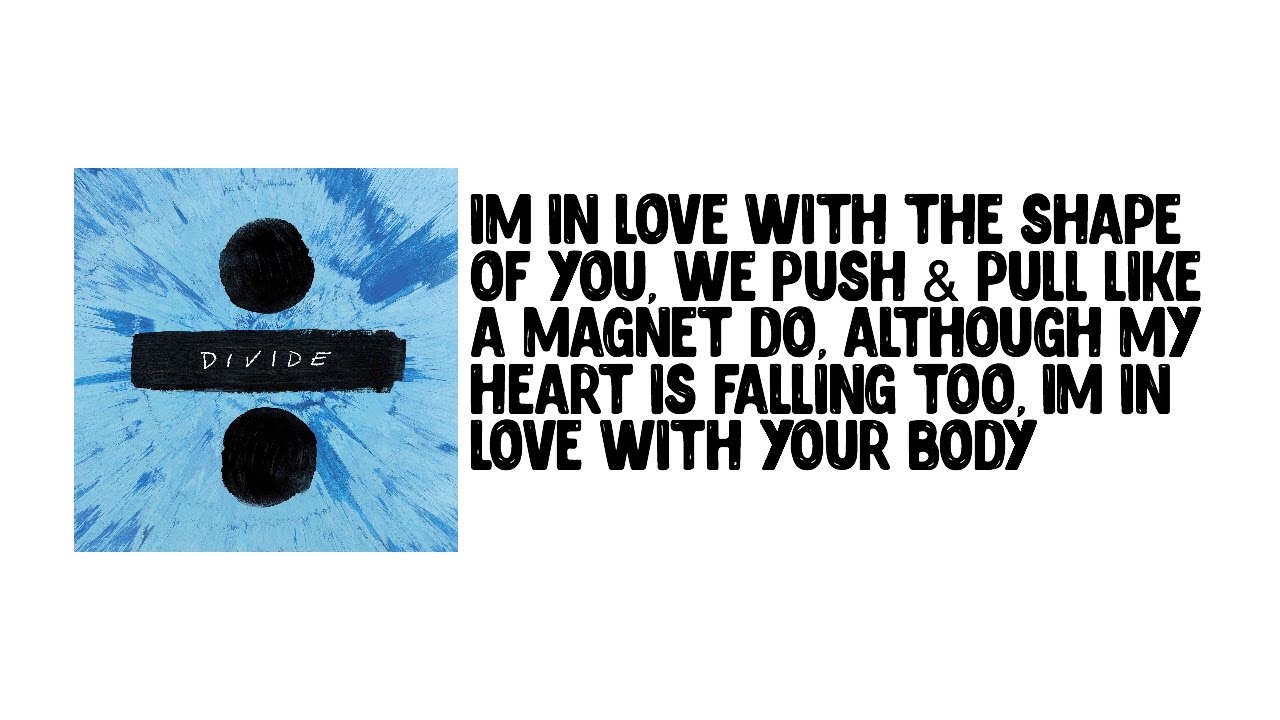 DIVIDE
IM IN LOVE WITH THE SHAPE
OF YOU, WE PUSH & PULL LIKE
A MAGNET DO, ALTHOUGH MY
HEART IS FALLING TOO, IM IN
LOVE WITH YOUR BODY